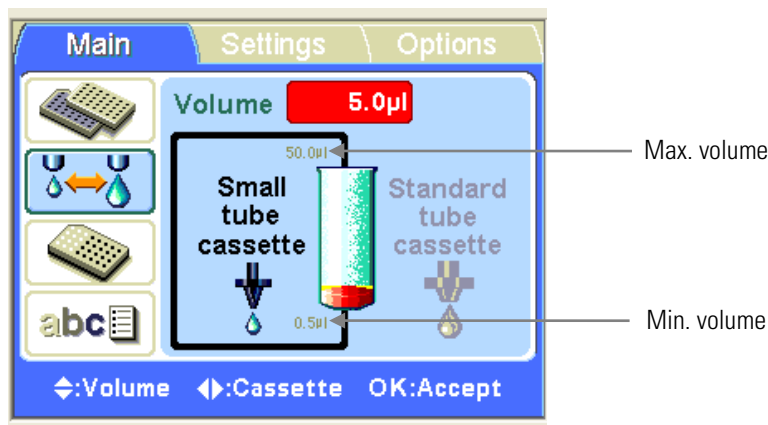 Main Settings Options
Volume 5.0µl
50.0µl
Max. volume
Small
tube
cassette
Standard
tube
cassette
0.5µl
Min. volume
abc
:Volume :Cassette OK:Accept